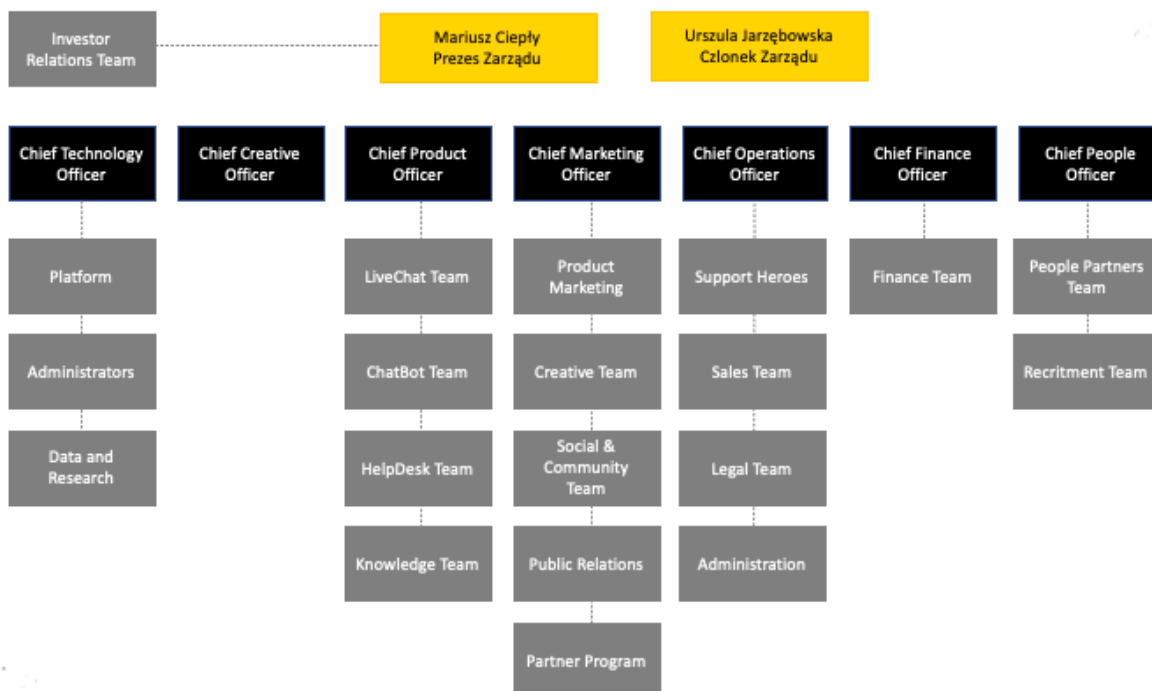 Investor
Relations Team
Mariusz Ciepły
Prezes Zarządu
Urszula Jarzębowska
Czlonek Zarządu
Chief Technology
Officer
Chief Creative
Officer
Chief Product
Officer
Chief Marketing
Officer
Chief Operations
Officer
Chief Finance
Officer
Chief People
Officer
Platform
LiveChat Team
Product
Marketing
Support Heroes
Finance Team
People Partners
Team
Administrators
ChatBot Team
Creative Team
Sales Team
Recritment Team
Data and
Research
HelpDesk Team
Social &
Community
Team
Legal Team
Knowledge Team
Public Relations
Administration
Partner Program